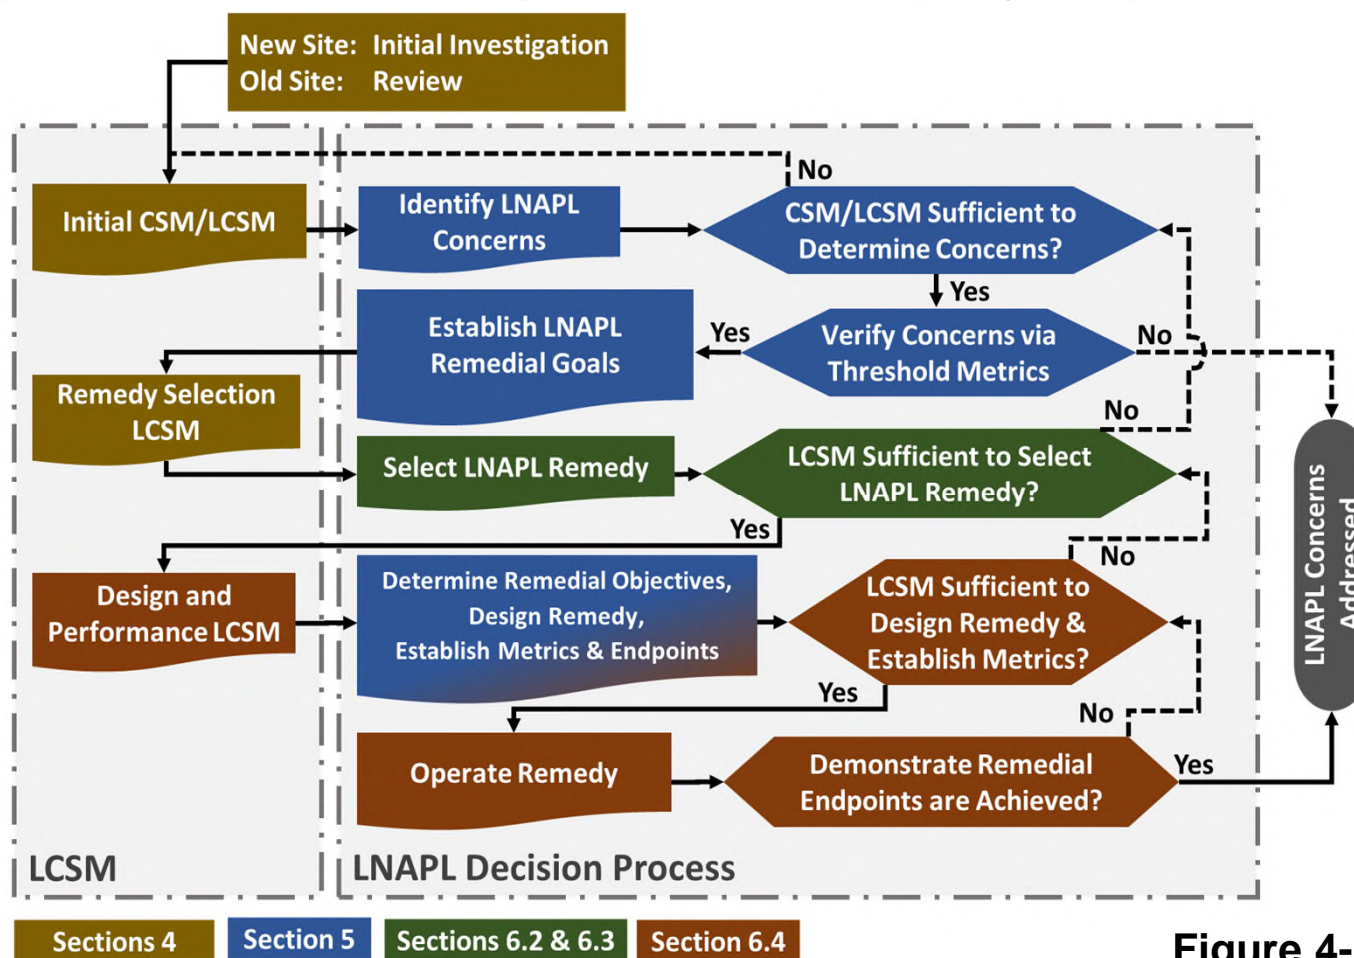 New Site: Initial Investigation
Old Site: Review
No
Initial CSM/LCSM
Identify LNAPL
Concerns
CSM/LCSM Sufficient to
Determine Concerns?
Yes
Establish LNAPL
Remedial Goals
Yes
Verify Concerns via
Threshold Metrics
No
Remedy Selection
LCSM
No
Select LNAPL Remedy
LCSM Sufficient to Select
LNAPL Remedy?
Yes
No
Design and
Performance LCSM
Determine Remedial Objectives,
Design Remedy,
Establish Metrics & Endpoints
LCSM Sufficient to
Design Remedy &
Establish Metrics?
Yes
No
Operate Remedy
Demonstrate Remedial
Endpoints are Achieved?
Yes
LNAPL Concerns
Addressed
LCSM
LNAPL Decision Process
Sections 4
Section 5
Sections 6.2 & 6.3
Section 6.4
Figure 4-